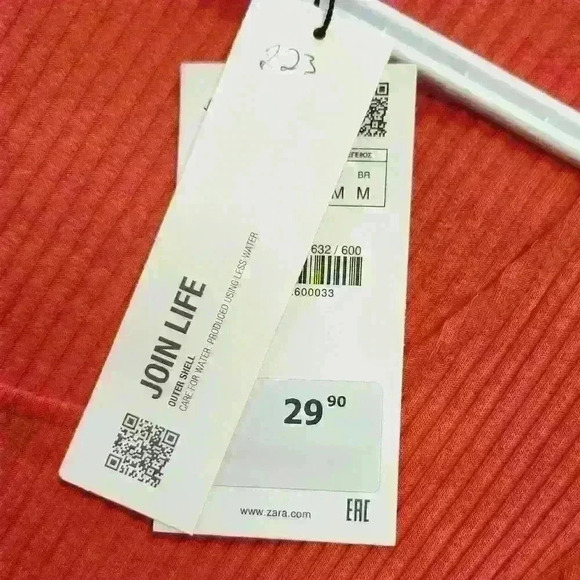 223
JOIN LIFE
OUTER SHELL
CARE FOR WATER: PRODUCED USING LESS WATER
BR
M M
632 / 600
600033
29 90
www.zara.com
EAC